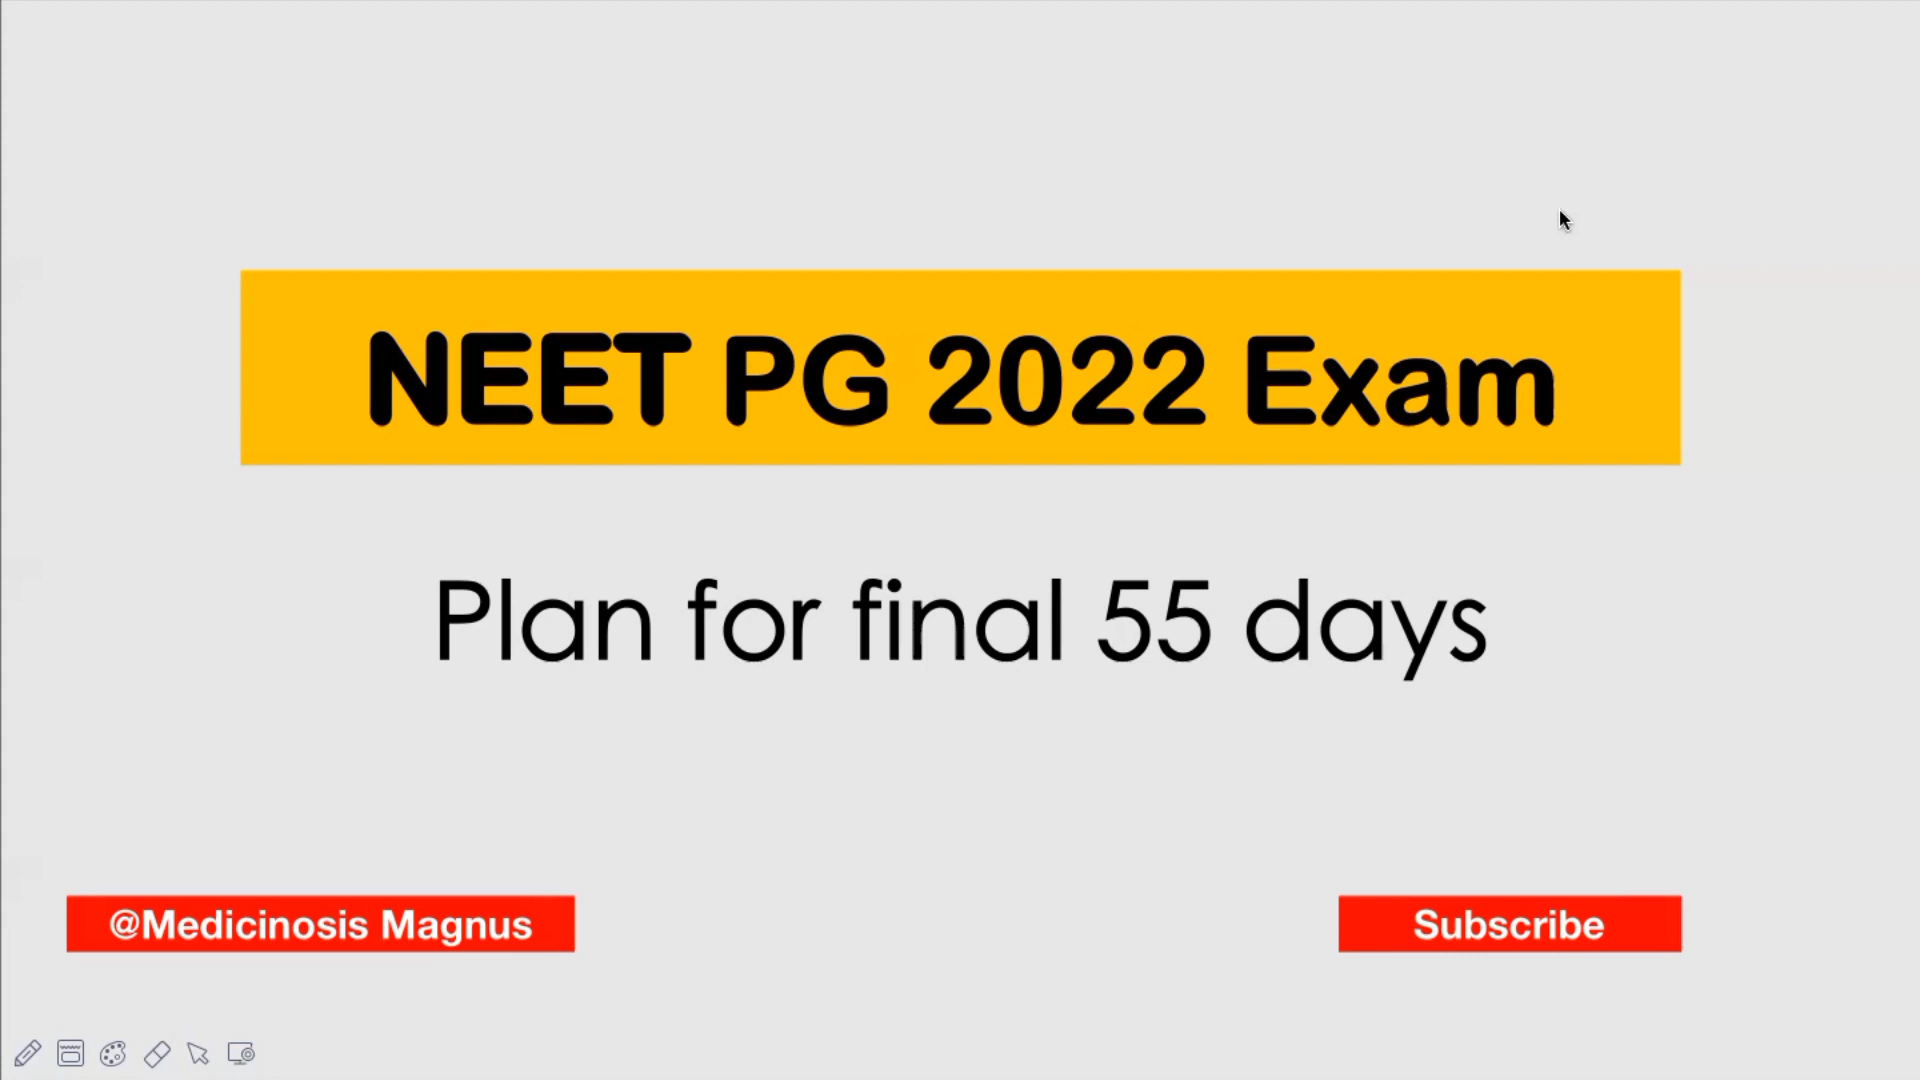 NEET PG 2022 Exam
Plan for final 55 days
@Medicinosis Magnus
Subscribe